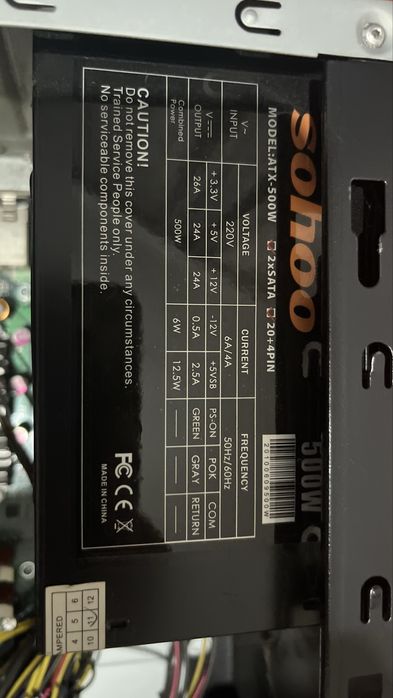 sohoo 500W
MODEL:ATX-500W 2xSATA 20+4PIN
V~ VOLTAGE CURRENT FREQUENCY
INPUT 220V 6A/4A 50Hz/60Hz
V⎓ +3.3V +5V +12V -12V +5VSB PS-ON POK COM
OUTPUT 26A 24A 24A 0.5A 2.5A GREEN GRAY RETURN
Combined Power 500W 6W 12.5W — — —
CAUTION!
Do not remove this cover under any circumstances.
Trained Service People only.
No serviceable components inside.
FC CE
MADE IN CHINA
4 5 6
10 11 12